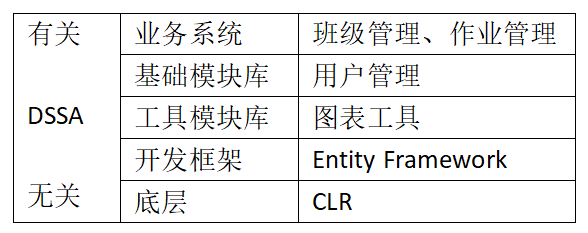 有关 业务系统 班级管理、作业管理
基础模块库 用户管理
DSSA 工具模块库 图表工具
开发框架 Entity Framework
无关 底层 CLR